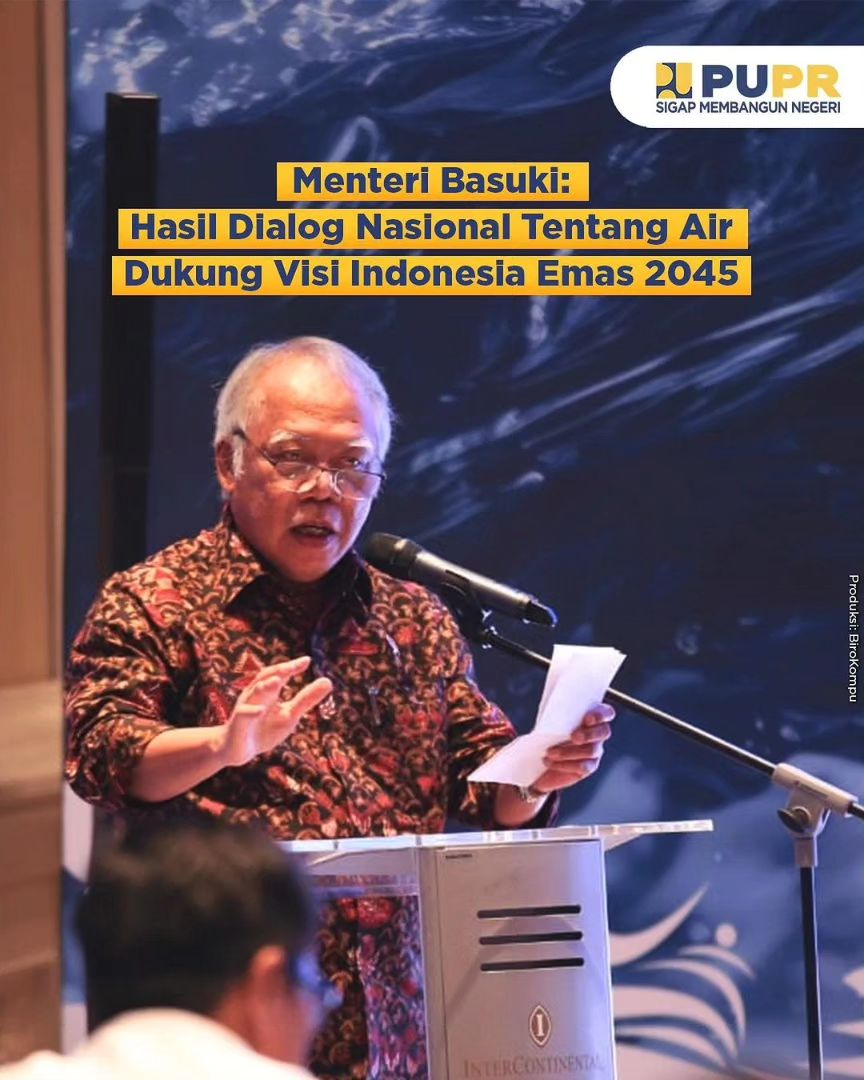 PUPR
SIGAP MEMBANGUN NEGERI
Menteri Basuki:
Hasil Dialog Nasional Tentang Air
Dukung Visi Indonesia Emas 2045
Produksi: BiroKompu
I
INTERCONTINENTAL